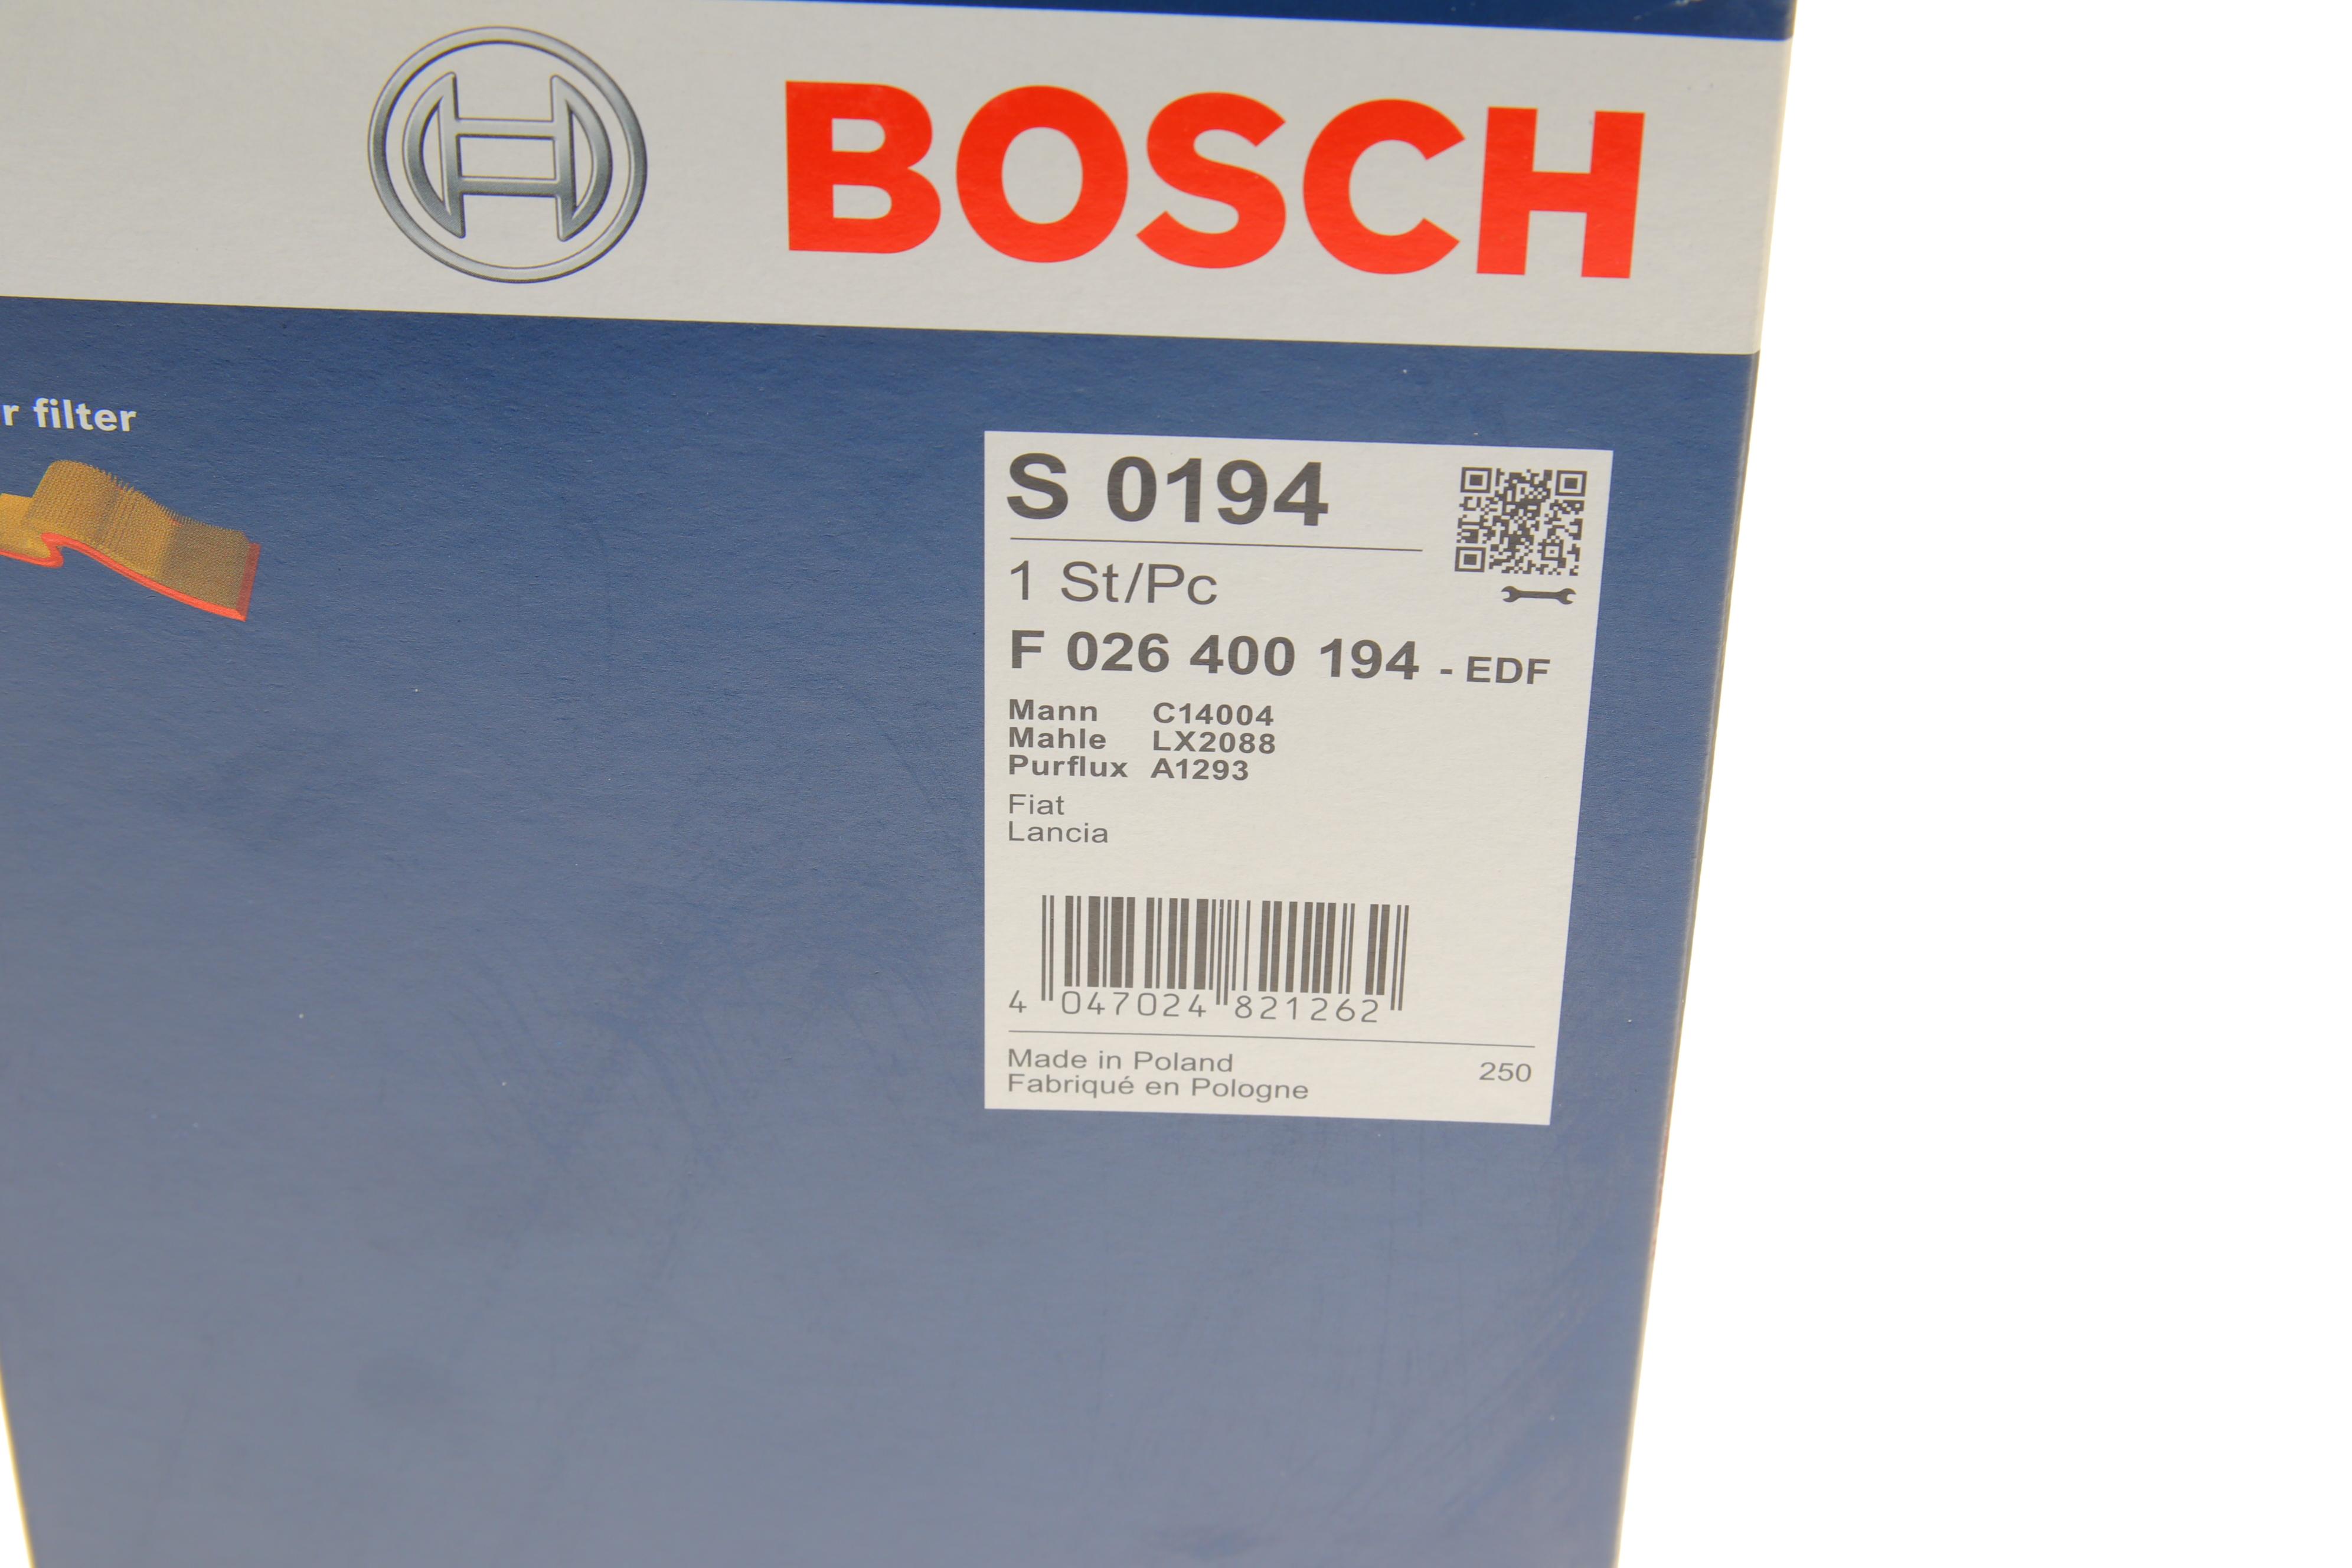 BOSCH
r filter
S 0194
1 St/Pc
F 026 400 194 - EDF
Mann C14004
Mahle LX2088
Purflux A1293
Fiat
Lancia
4 047024 821262
Made in Poland
Fabriqué en Pologne
250